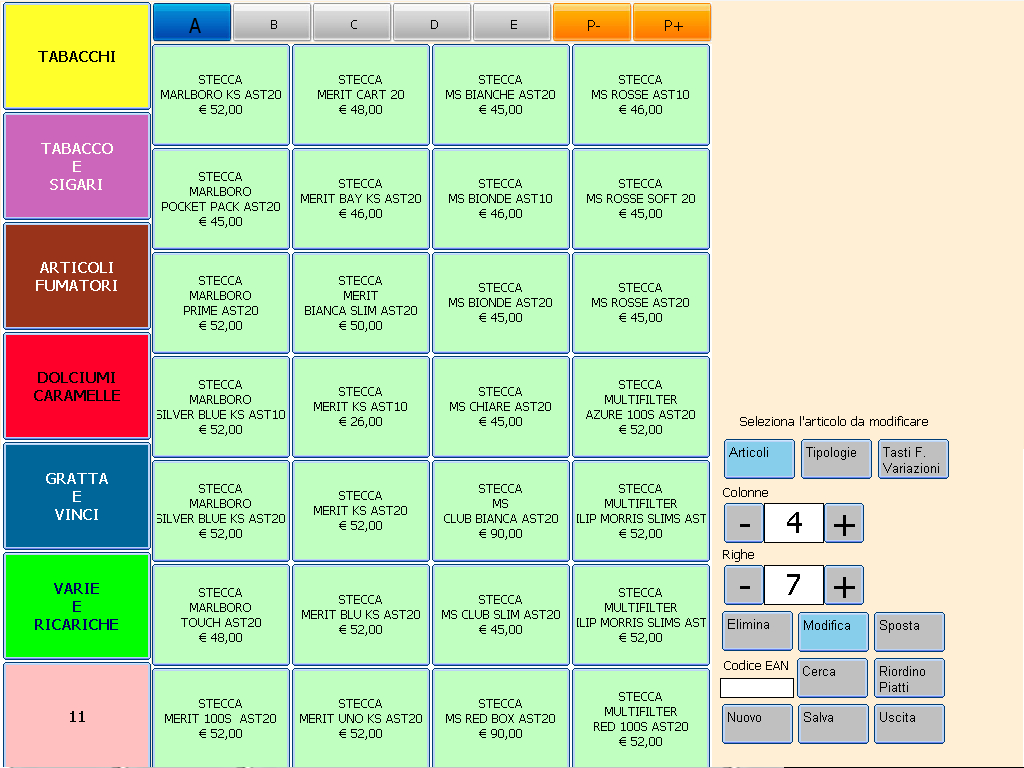 TABACCHI
TABACCO
E
SIGARI
ARTICOLI
FUMATORI
DOLCIUMI
CARAMELLE
GRATTA
E
VINCI
VARIE
E
RICARICHE
11
A
B
C
D
E
P-
P+
STECCA
MARLBORO KS AST20
€ 52,00
STECCA
MERIT CART 20
€ 48,00
STECCA
MS BIANCHE AST20
€ 45,00
STECCA
MS ROSSE AST10
€ 46,00
STECCA
MARLBORO
POCKET PACK AST20
€ 45,00
STECCA
MERIT BAY KS AST20
€ 46,00
STECCA
MS BIONDE AST10
€ 46,00
STECCA
MS ROSSE SOFT 20
€ 45,00
STECCA
MARLBORO
PRIME AST20
€ 52,00
STECCA
MERIT
BIANCA SLIM AST20
€ 50,00
STECCA
MS BIONDE AST20
€ 45,00
STECCA
MS ROSSE AST20
€ 45,00
STECCA
MARLBORO
SILVER BLUE KS AST10
€ 52,00
STECCA
MERIT KS AST10
€ 26,00
STECCA
MS CHIARE AST20
€ 45,00
STECCA
MULTIFILTER
AZURE 100S AST20
€ 52,00
STECCA
MARLBORO
SILVER BLUE KS AST20
€ 52,00
STECCA
MERIT KS AST20
€ 52,00
STECCA
MS
CLUB BIANCA AST20
€ 90,00
STECCA
MULTIFILTER
ILIP MORRIS SLIMS AST
€ 52,00
STECCA
MARLBORO
TOUCH AST20
€ 48,00
STECCA
MERIT BLU KS AST20
€ 52,00
STECCA
MS CLUB SLIM AST20
€ 45,00
STECCA
MULTIFILTER
ILIP MORRIS SLIMS AST
€ 52,00
STECCA
MERIT 100S AST20
€ 52,00
STECCA
MERIT UNO KS AST20
€ 52,00
STECCA
MS RED BOX AST20
€ 90,00
STECCA
MULTIFILTER
RED 100S AST20
€ 52,00
Seleziona l'articolo da modificare
Articoli
Tipologie
Tasti F.
Variazioni
Colonne
- 4 +
Righe
- 7 +
Elimina
Modifica
Sposta
Codice EAN
Cerca
Riordino
Piatti
Nuovo
Salva
Uscita